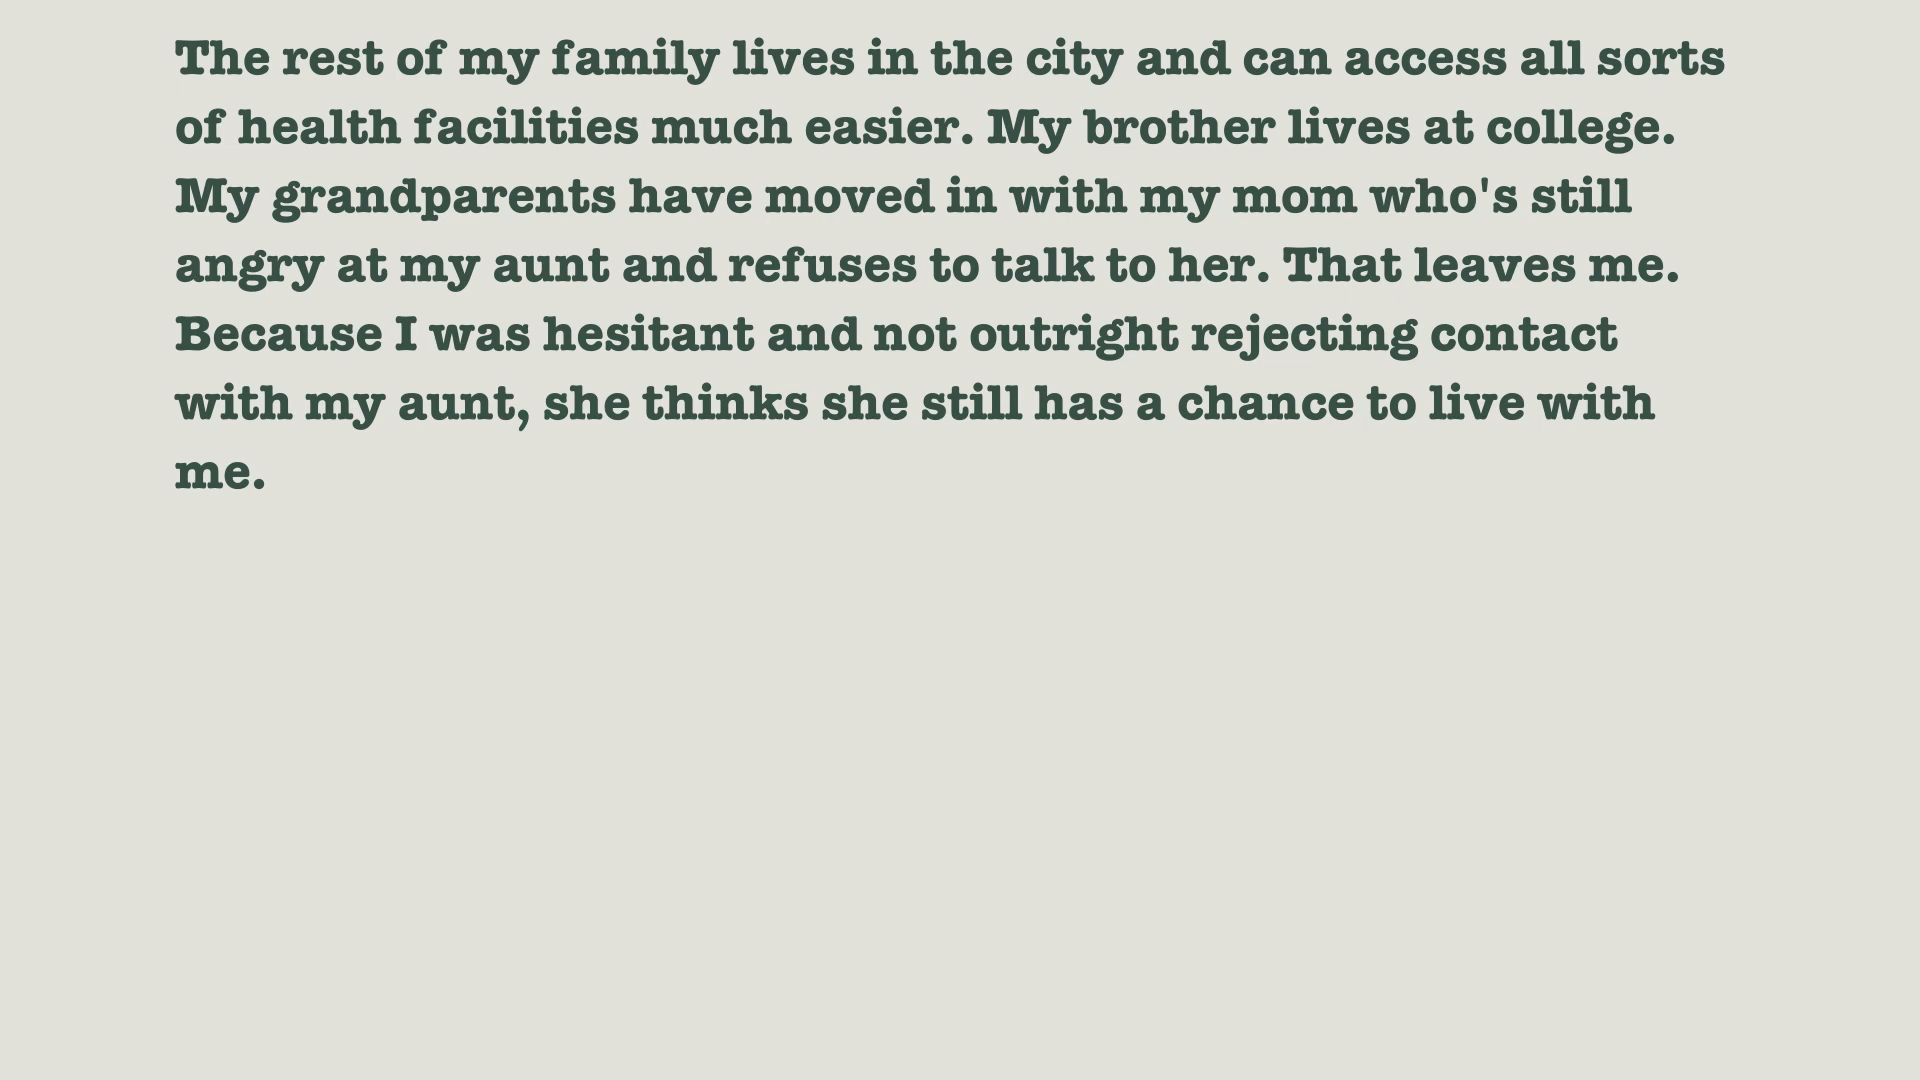 The rest of my family lives in the city and can access all sorts
of health facilities much easier. My brother lives at college.
My grandparents have moved in with my mom who's still
angry at my aunt and refuses to talk to her. That leaves me.
Because I was hesitant and not outright rejecting contact
with my aunt, she thinks she still has a chance to live with
me.